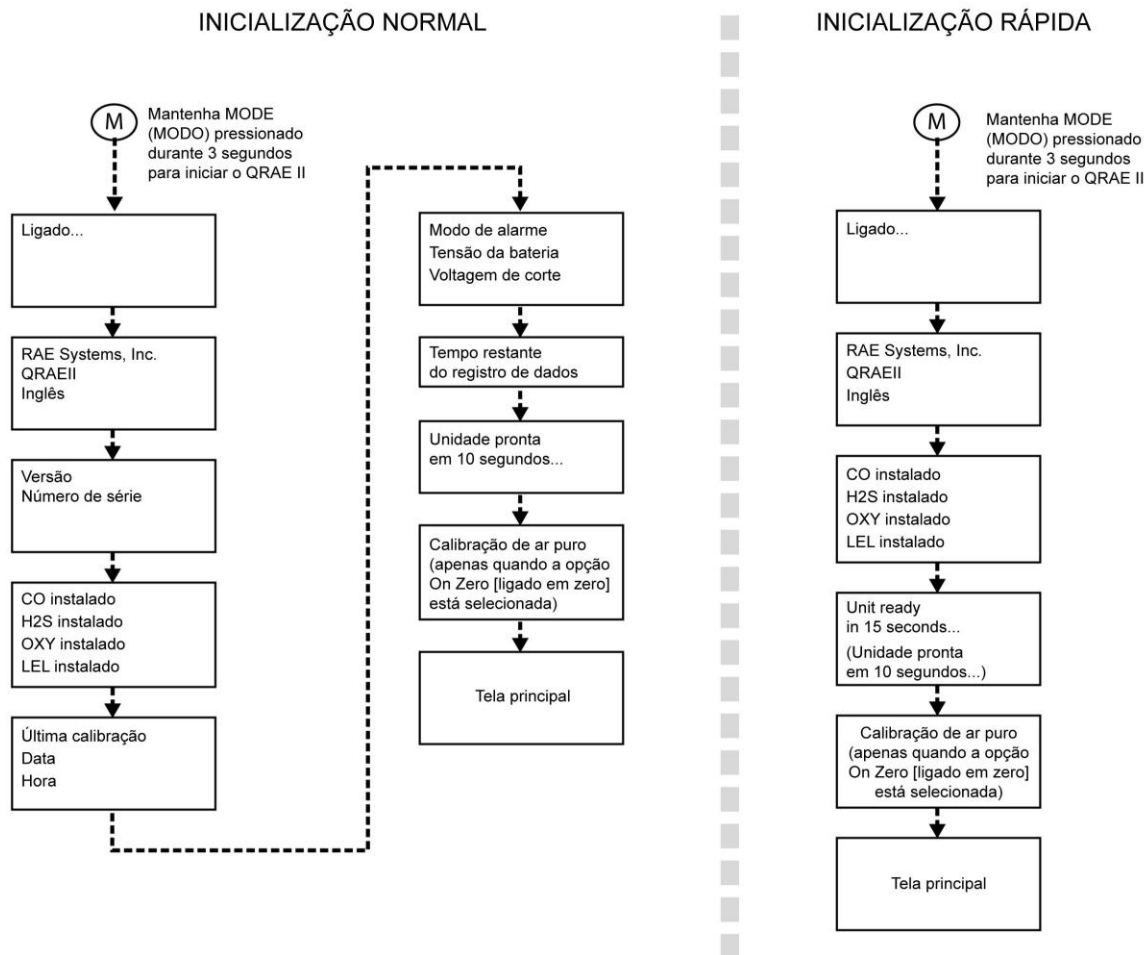 INICIALIZAÇÃO NORMAL
M
Mantenha MODE
(MODO) pressionado
durante 3 segundos
para iniciar o QRAE II
Ligado...
RAE Systems, Inc.
QRAEII
Inglês
Versão
Número de série
CO instalado
H2S instalado
OXY instalado
LEL instalado
Última calibração
Data
Hora
Modo de alarme
Tensão da bateria
Voltagem de corte
Tempo restante
do registro de dados
Unidade pronta
em 10 segundos...
Calibração de ar puro
(apenas quando a opção
On Zero [ligado em zero]
está selecionada)
Tela principal
INICIALIZAÇÃO RÁPIDA
M
Mantenha MODE
(MODO) pressionado
durante 3 segundos
para iniciar o QRAE II
Ligado...
RAE Systems, Inc.
QRAEII
Inglês
CO instalado
H2S instalado
OXY instalado
LEL instalado
Unit ready
in 15 seconds...
(Unidade pronta
em 10 segundos...)
Calibração de ar puro
(apenas quando a opção
On Zero [ligado em zero]
está selecionada)
Tela principal